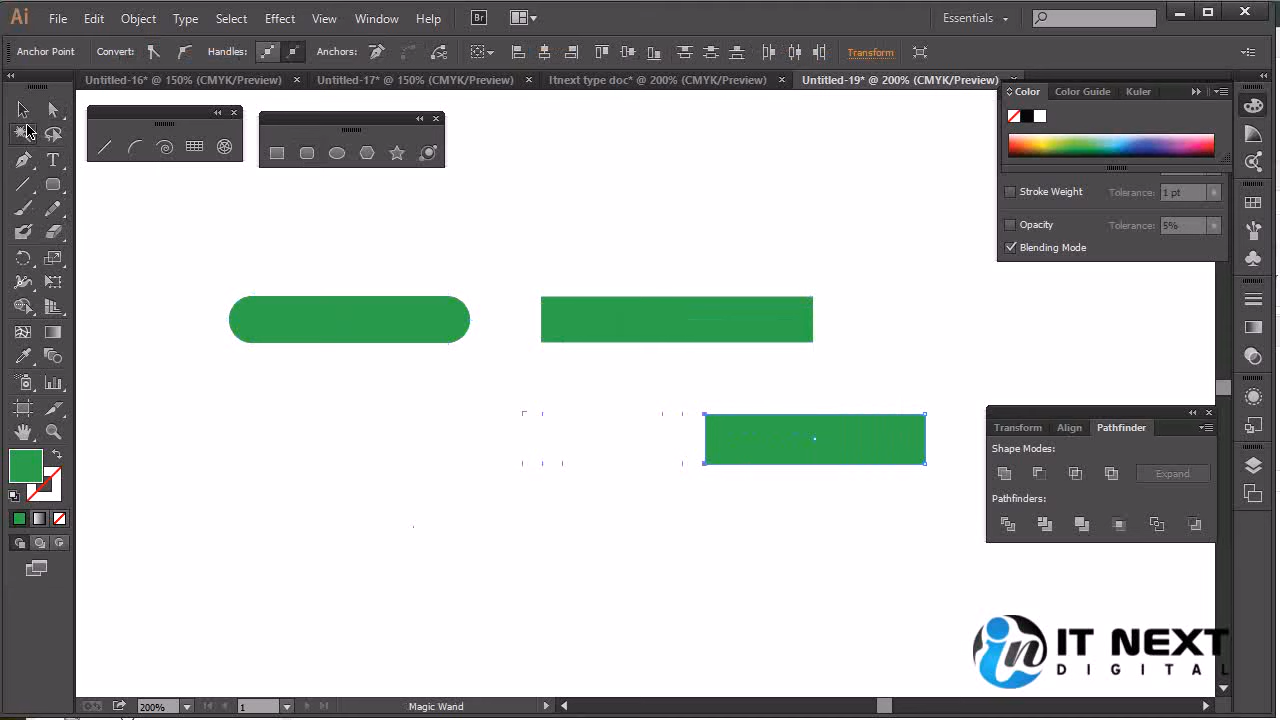 Ai File Edit Object Type Select Effect View Window Help Br Essentials
Anchor Point Convert: Handles: Anchors: Transform
Untitled-16* @ 150% (CMYK/Preview) × Untitled-17* @ 150% (CMYK/Preview) × Itnext type doc* @ 200% (CMYK/Preview) × Untitled-19* @ 200% (CMYK/Preview)
Color Color Guide Kuler
Stroke Weight Tolerance: 1 pt
Opacity Tolerance: 5%
Blending Mode
Transform Align Pathfinder
Shape Modes:
Expand
Pathfinders:
in IT NEXT
DIGITAL
200% 1 Magic Wand